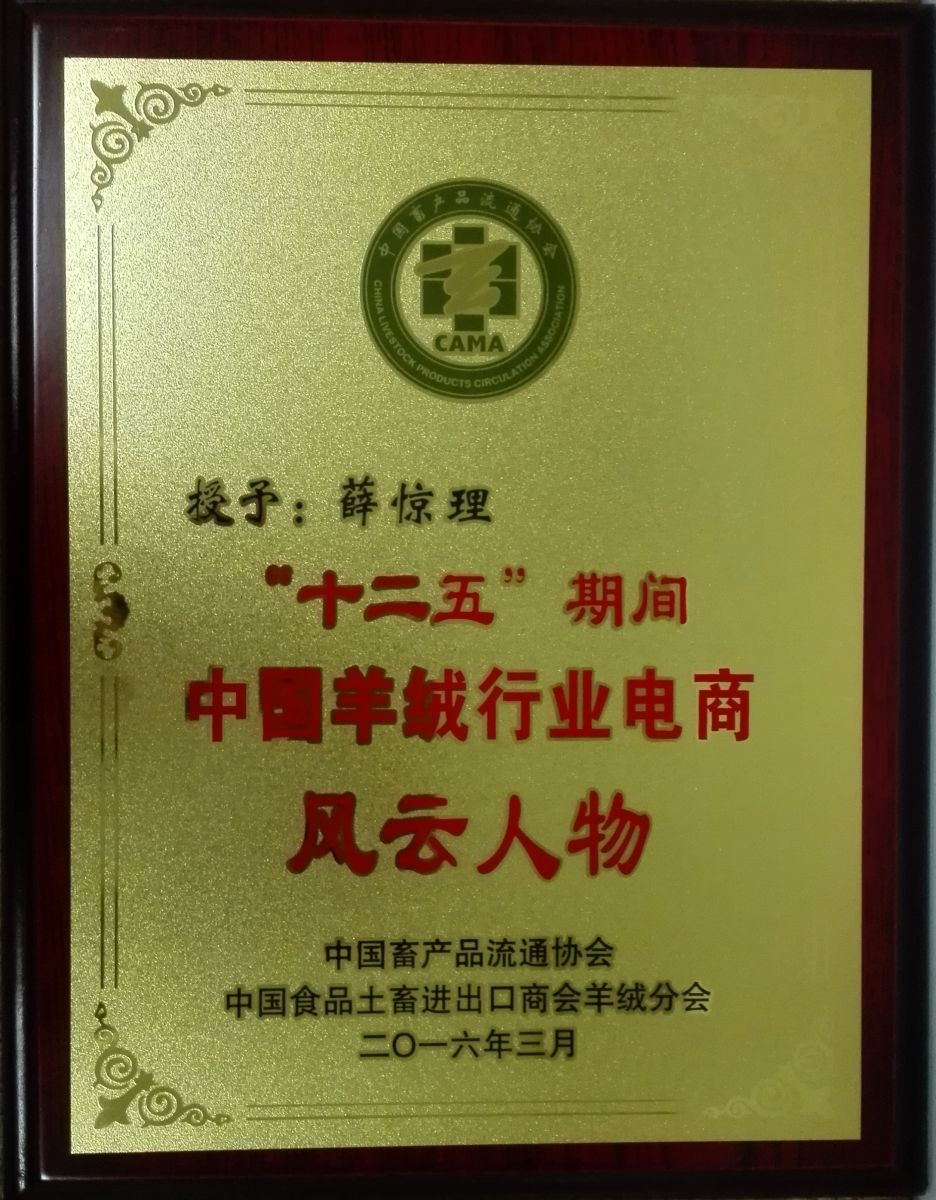 中国畜产品流通协会
CAMA
CHINA LIVESTOCK PRODUCTS CIRCULATION ASSOCIATION
授予：薛惊理
“十二五”期间
中国羊绒行业电商
风云人物
中国畜产品流通协会
中国食品土畜进出口商会羊绒分会
二〇一六年三月